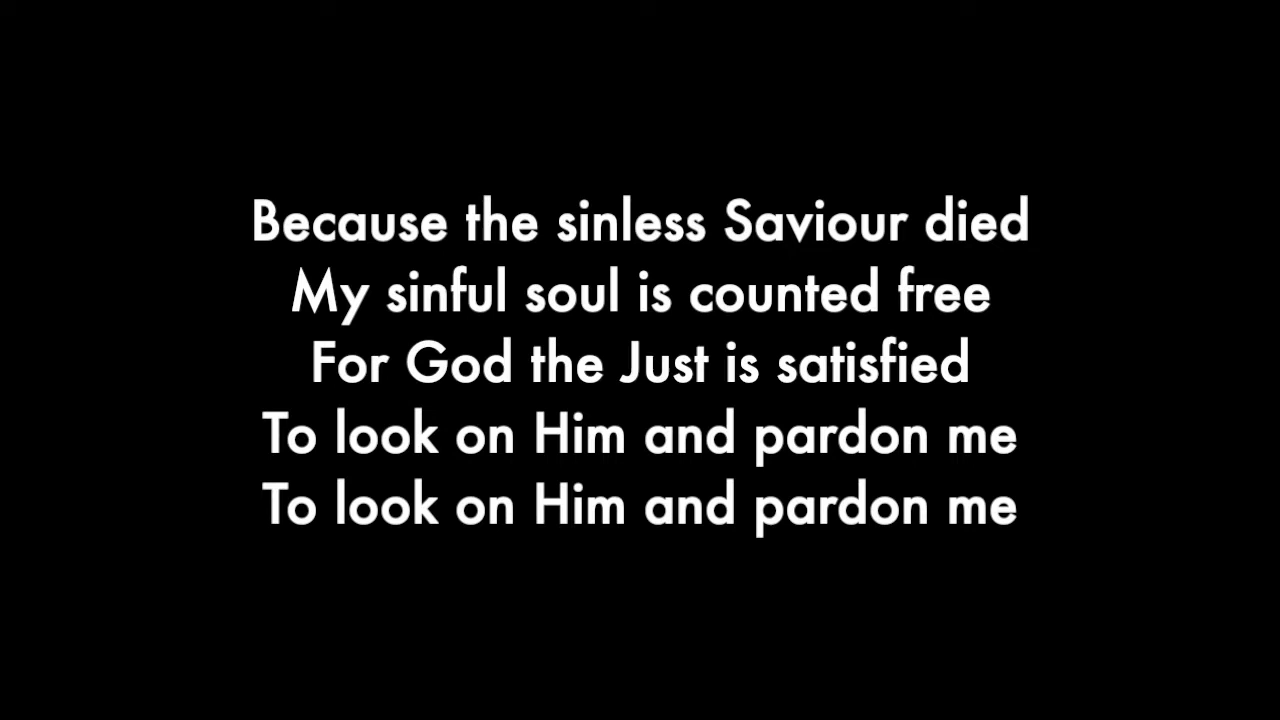 Because the sinless Saviour died
My sinful soul is counted free
For God the Just is satisfied
To look on Him and pardon me
To look on Him and pardon me